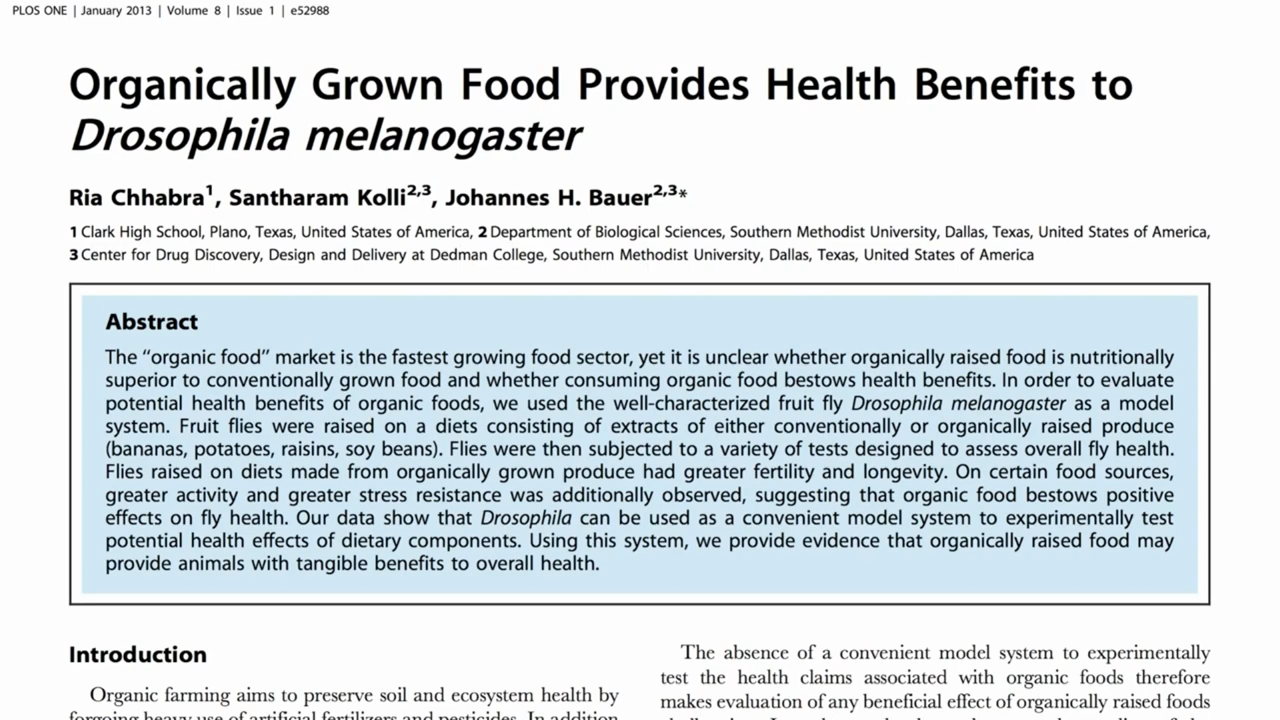 PLOS ONE | January 2013 | Volume 8 | Issue 1 | e52988
Organically Grown Food Provides Health Benefits to
Drosophila melanogaster
Ria Chhabra1, Santharam Kolli2,3, Johannes H. Bauer2,3*
1 Clark High School, Plano, Texas, United States of America, 2 Department of Biological Sciences, Southern Methodist University, Dallas, Texas, United States of America,
3 Center for Drug Discovery, Design and Delivery at Dedman College, Southern Methodist University, Dallas, Texas, United States of America
Abstract
The “organic food” market is the fastest growing food sector, yet it is unclear whether organically raised food is nutritionally
superior to conventionally grown food and whether consuming organic food bestows health benefits. In order to evaluate
potential health benefits of organic foods, we used the well-characterized fruit fly Drosophila melanogaster as a model
system. Fruit flies were raised on a diets consisting of extracts of either conventionally or organically raised produce
(bananas, potatoes, raisins, soy beans). Flies were then subjected to a variety of tests designed to assess overall fly health.
Flies raised on diets made from organically grown produce had greater fertility and longevity. On certain food sources,
greater activity and greater stress resistance was additionally observed, suggesting that organic food bestows positive
effects on fly health. Our data show that Drosophila can be used as a convenient model system to experimentally test
potential health effects of dietary components. Using this system, we provide evidence that organically raised food may
provide animals with tangible benefits to overall health.
Introduction
Organic farming aims to preserve soil and ecosystem health by
forgoing heavy use of artificial fertilizers and pesticides. In addition
The absence of a convenient model system to experimentally
test the health claims associated with organic foods therefore
makes evaluation of any beneficial effect of organically raised foods